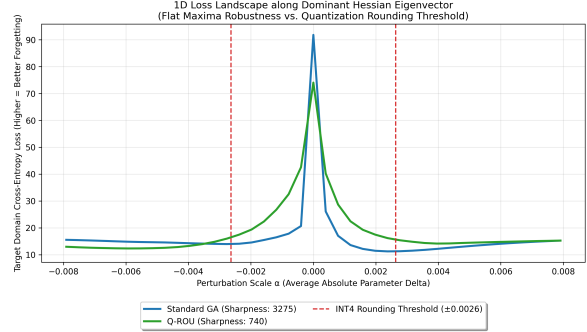 1D Loss Landscape along Dominant Hessian Eigenvector
(Flat Maxima Robustness vs. Quantization Rounding Threshold)
Target Domain Cross-Entropy Loss (Higher = Better Forgetting)
90
80
70
60
50
40
30
20
10
−0.008 −0.006 −0.004 −0.002 0.000 0.002 0.004 0.006 0.008
Perturbation Scale α (Average Absolute Parameter Delta)
Standard GA (Sharpness: 3275)
Q-ROU (Sharpness: 740)
INT4 Rounding Threshold (±0.0026)